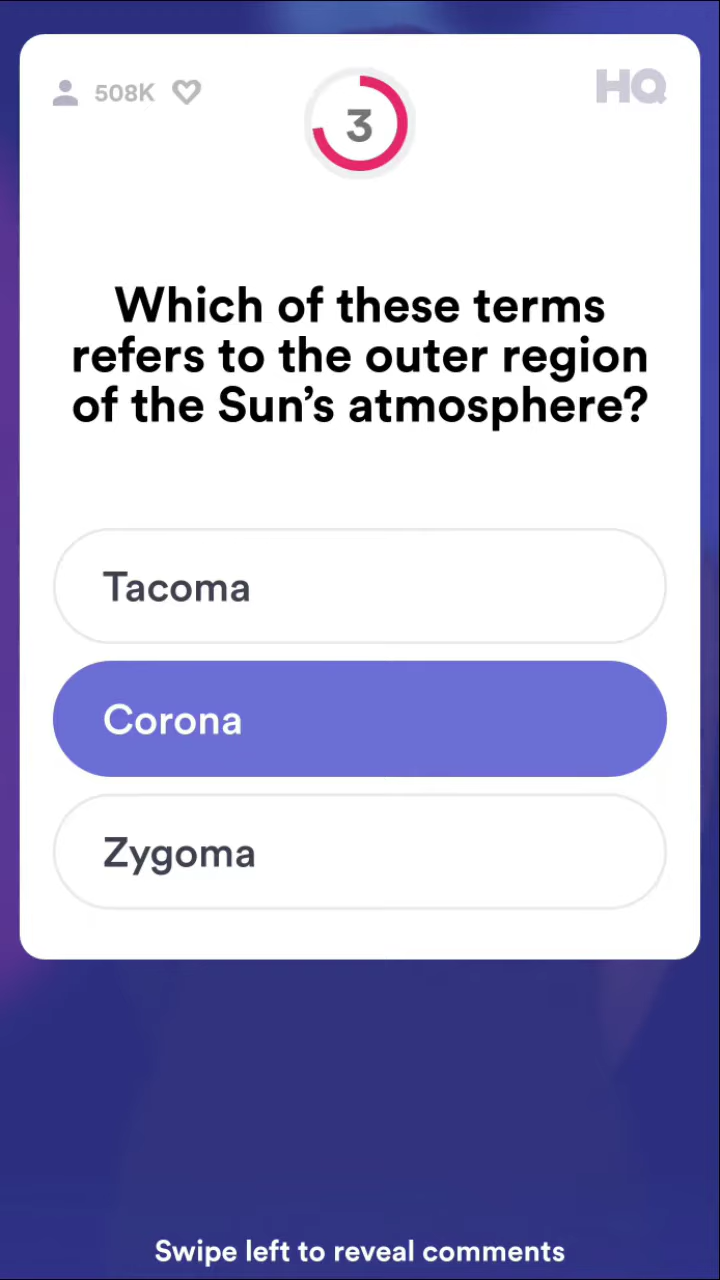 508K
3
HQ
Which of these terms
refers to the outer region
of the Sun’s atmosphere?
Tacoma
Corona
Zygoma
Swipe left to reveal comments